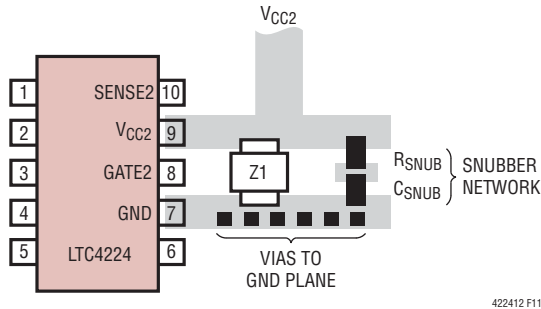 VCC2
1
SENSE2 10
2
VCC2 9
3
GATE2 8
4
GND 7
5
LTC4224 6
Z1
RSNUB
CSNUB
SNUBBER
NETWORK
VIAS TO
GND PLANE
422412 F11